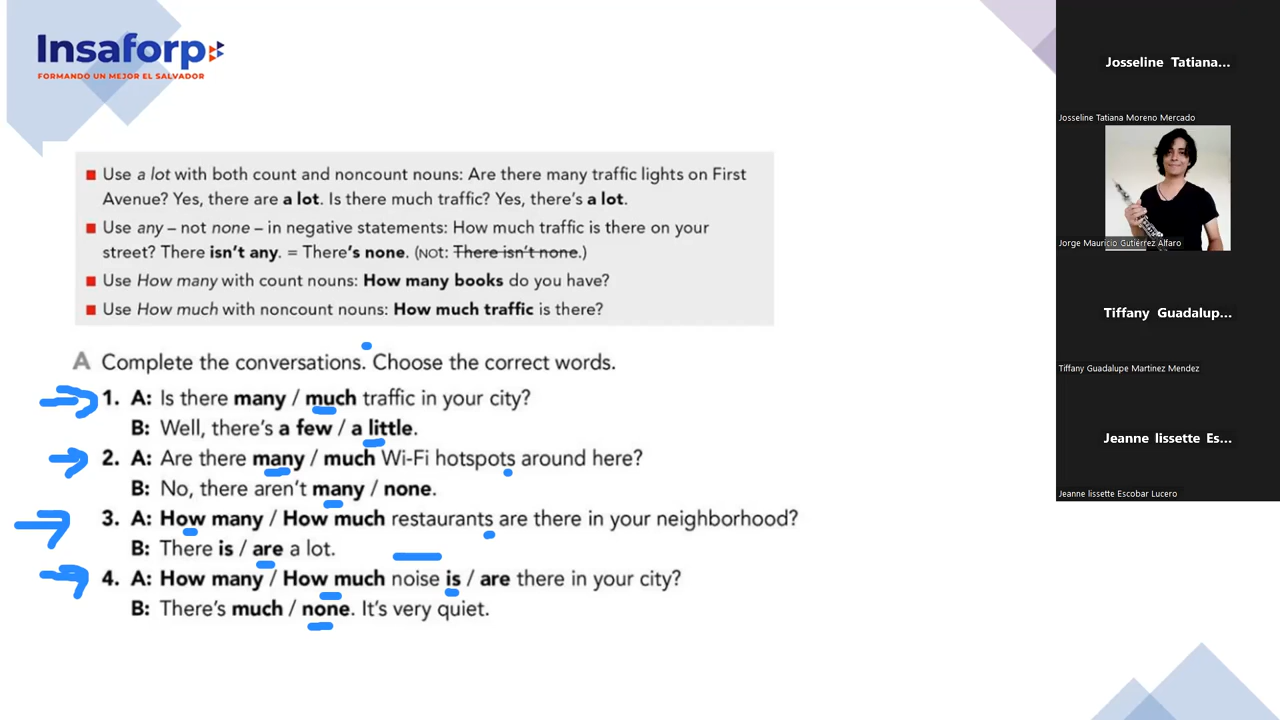 Insaforp
FORMANDO UN MEJOR EL SALVADOR
Use a lot with both count and noncount nouns: Are there many traffic lights on First
Avenue? Yes, there are a lot. Is there much traffic? Yes, there's a lot.
Use any – not none – in negative statements: How much traffic is there on your
street? There isn't any. = There's none. (NOT: There isn't none.)
Use How many with count nouns: How many books do you have?
Use How much with noncount nouns: How much traffic is there?
A Complete the conversations. Choose the correct words.
1. A: Is there many / much traffic in your city?
B: Well, there's a few / a little.
2. A: Are there many / much Wi-Fi hotspots around here?
B: No, there aren't many / none.
3. A: How many / How much restaurants are there in your neighborhood?
B: There is / are a lot.
4. A: How many / How much noise is / are there in your city?
B: There's much / none. It's very quiet.
Josseline Tatiana...
Josseline Tatiana Moreno Mercado
Jorge Mauricio Gutiérrez Alfaro
Tiffany Guadalup...
Tiffany Guadalupe Martinez Mendez
Jeanne lissette Es...
Jeanne lissette Escobar Lucero